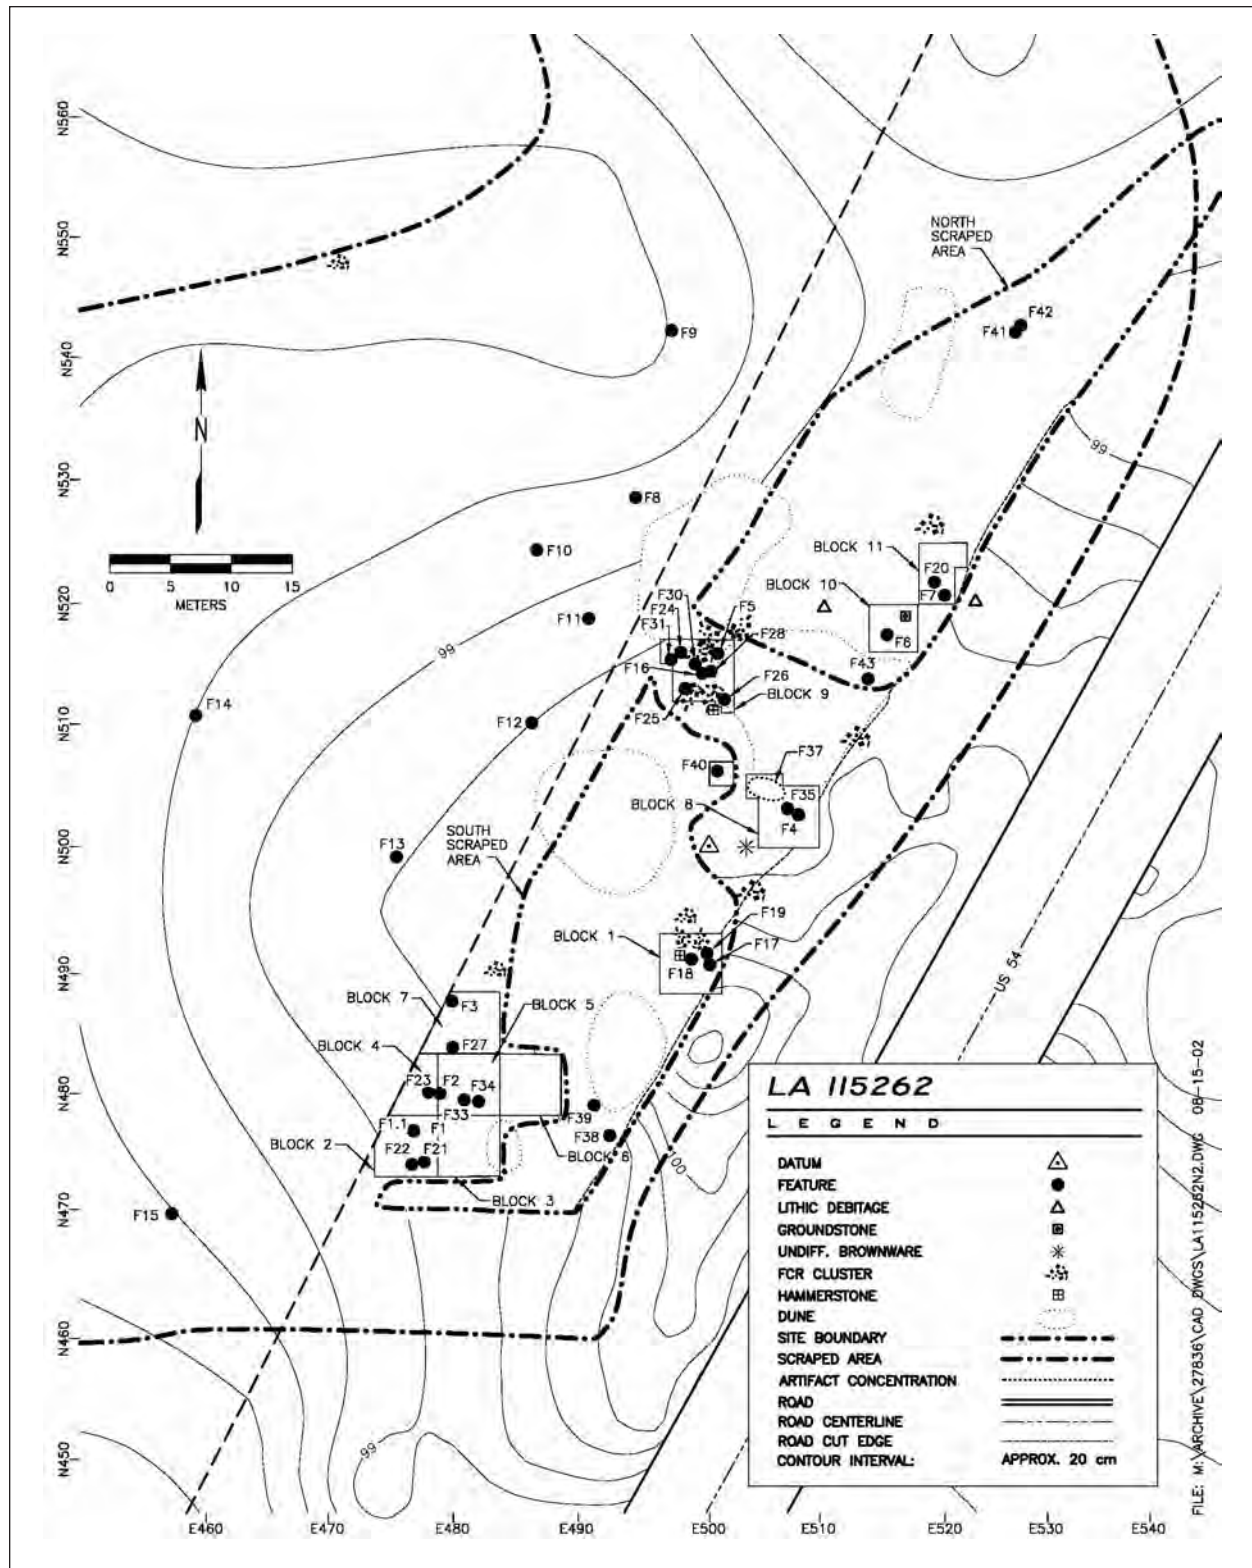 N560
N550
NORTH
SCRAPED
AREA
F42
F41
F9
N540
N
99
N530
F8
0 5 10 15
METERS
F10
BLOCK 11
BLOCK 10
F20
F7
N520
F30
F24
F31
F5
F28
F11
F6
99
F16
F43
F26
BLOCK 9
F14
F25
F12
N510
F37
F40
F35
BLOCK 8
F4
SOUTH
SCRAPED
AREA
F13
N500
F19
BLOCK 1
F17
F18
N490
US 54
BLOCK 7
F3
BLOCK 5
F27
BLOCK 4
F23
F2
F34
N480
F33
F39
F1.1
F1
F38
BLOCK 2
F22
F21
BLOCK 6
100
BLOCK 3
N470
F15
N460
N450
99
E460
E470
E480
E490
E500
E510
E520
E530
E540
LA 115262
LEGEND
DATUM
FEATURE
LITHIC DEBITAGE
GROUNDSTONE
UNDIFF. BROWNWARE
FCR CLUSTER
HAMMERSTONE
DUNE
SITE BOUNDARY
SCRAPED AREA
ARTIFACT CONCENTRATION
ROAD
ROAD CENTERLINE
ROAD CUT EDGE
CONTOUR INTERVAL: APPROX. 20 cm
FILE: M:\ARCHIVE\27836\CAD DWGS\LA115262N2.DWG 08-15-02